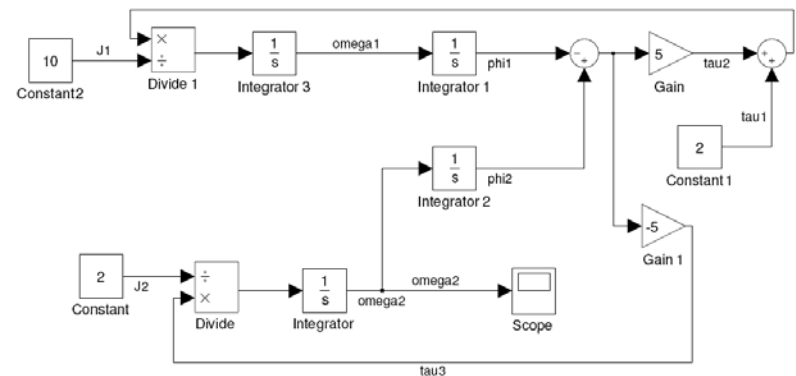 J1
10
Constant2
×
÷
Divide 1
1
s
Integrator 3
omega1
1
s
Integrator 1
phi1
−
+
5
Gain
tau2
+
+
tau1
2
Constant 1
1
s
Integrator 2
phi2
-5
Gain 1
2
Constant
J2
÷
×
Divide
1
s
Integrator
omega2
omega2
Scope
tau3